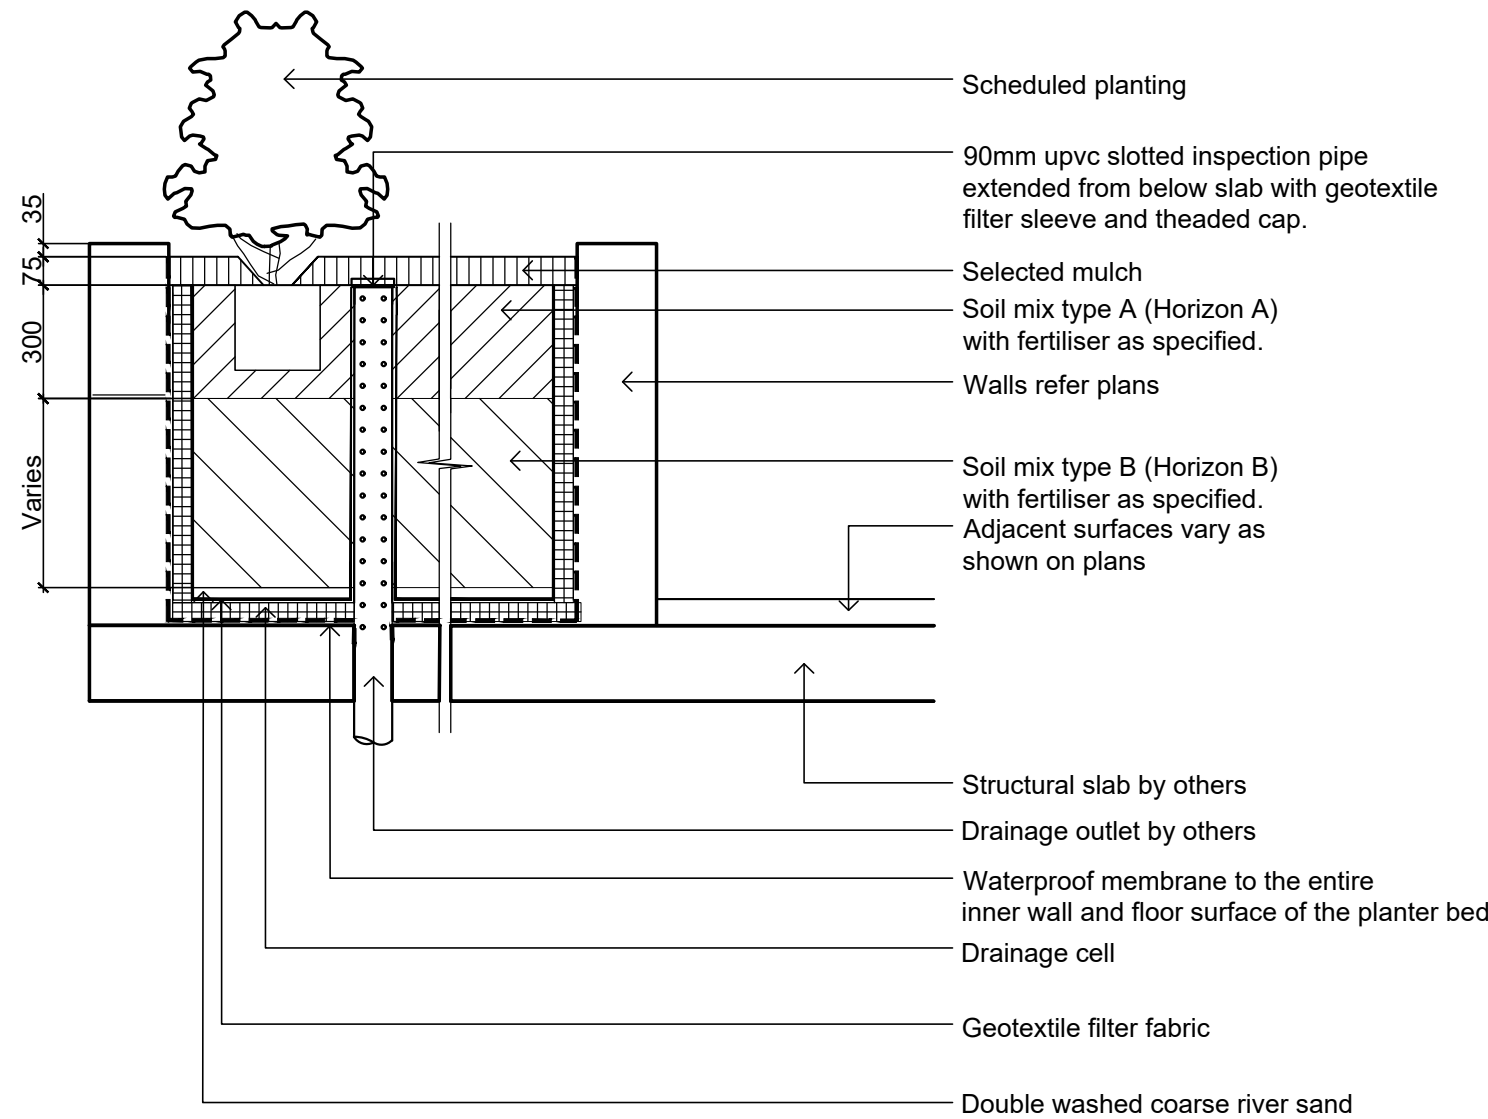 Scheduled planting
90mm upvc slotted inspection pipe
extended from below slab with geotextile
filter sleeve and theaded cap.
35
75
300
Varies
Selected mulch
Soil mix type A (Horizon A)
with fertiliser as specified.
Walls refer plans
Soil mix type B (Horizon B)
with fertiliser as specified.
Adjacent surfaces vary as
shown on plans
Structural slab by others
Drainage outlet by others
Waterproof membrane to the entire
inner wall and floor surface of the planter bed
Drainage cell
Geotextile filter fabric
Double washed coarse river sand